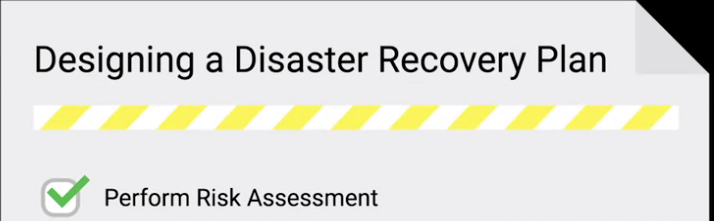 Designing a Disaster Recovery Plan
Perform Risk Assessment